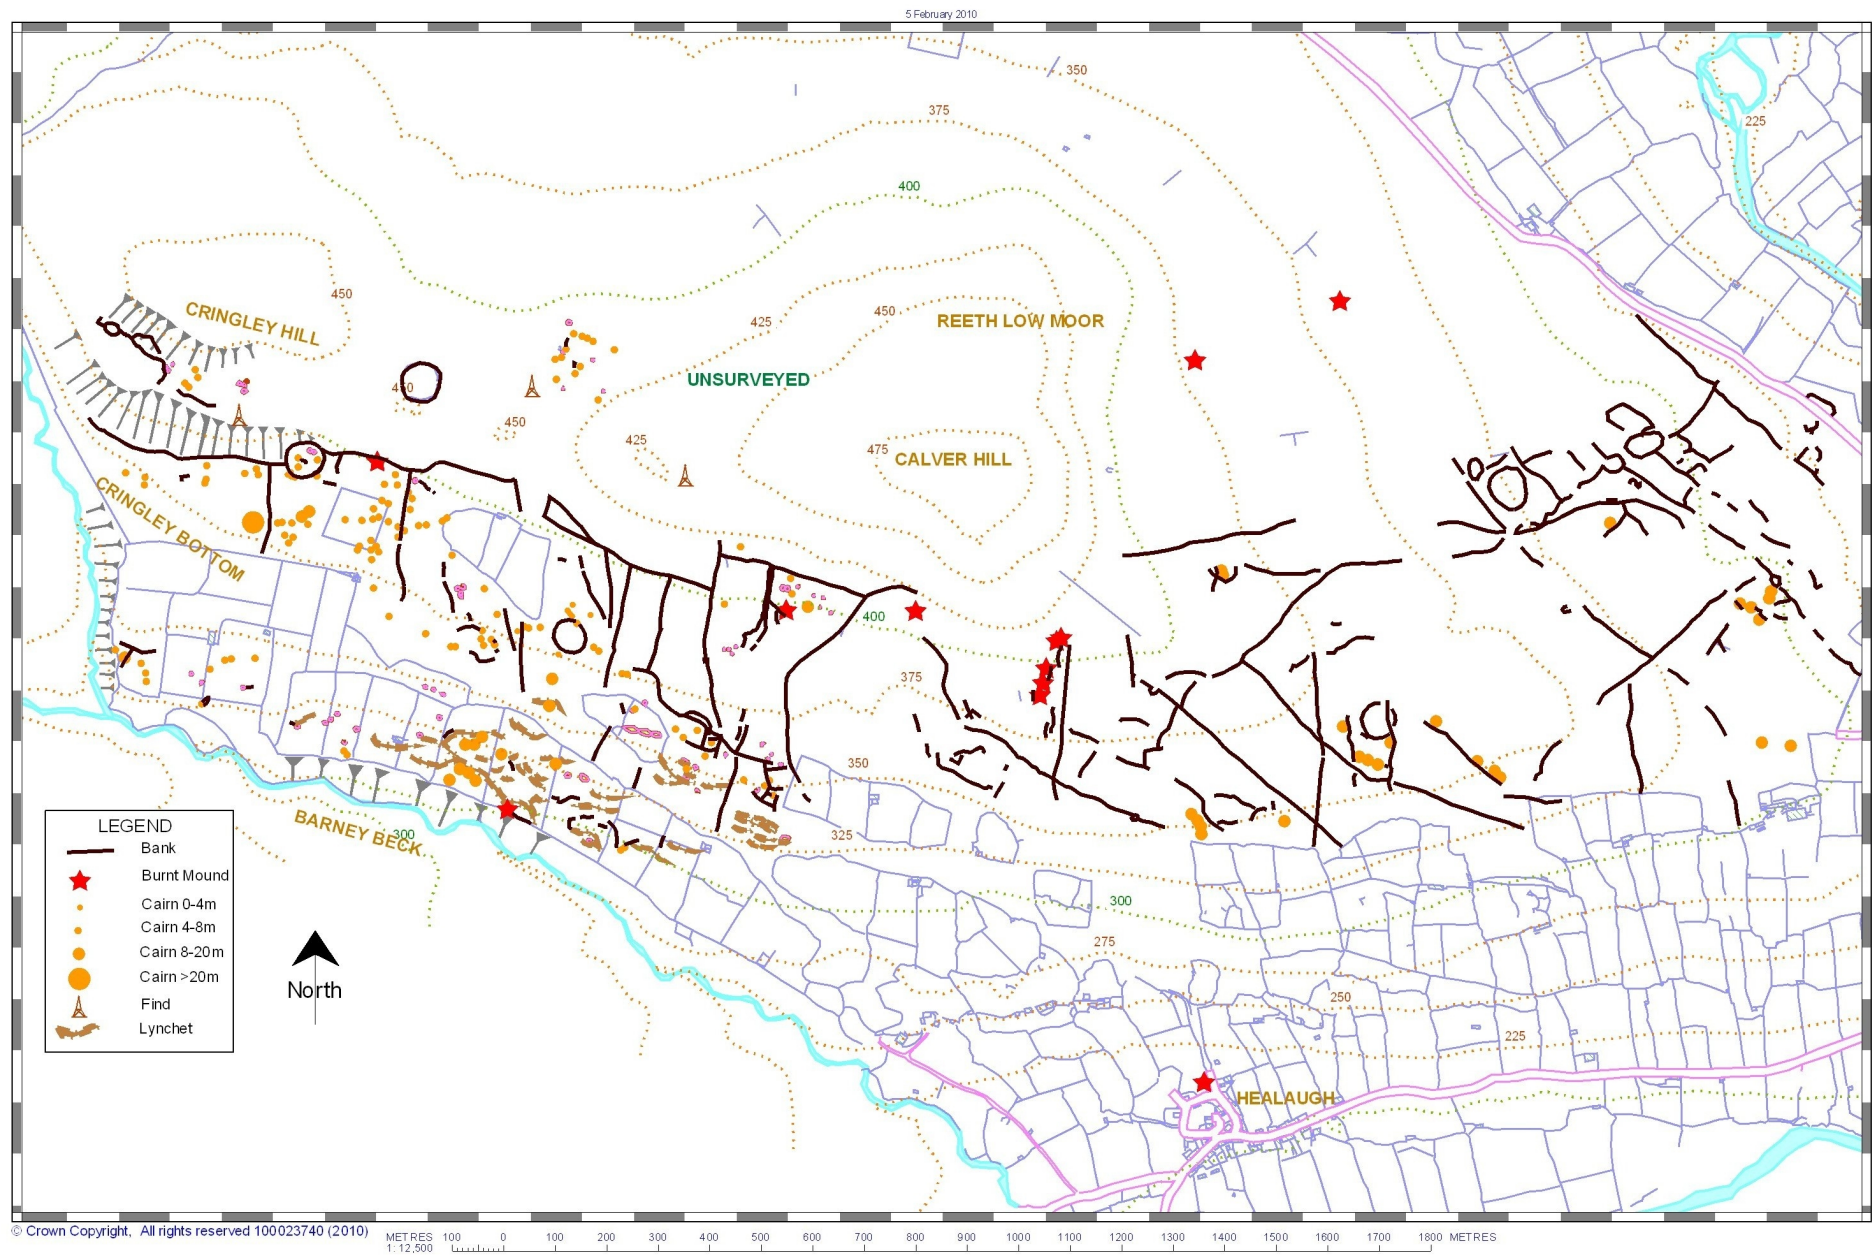 5 February 2010
350
375
225
400
450
CRINGLEY HILL
425
450
REETH LOW MOOR
UNSURVEYED
450
450
425
475
CALVER HILL
CRINGLEY BOTTOM
400
375
350
325
300
BARNEY BECK
LEGEND
Bank
Burnt Mound
Cairn 0-4m
Cairn 4-8m
Cairn 8-20m
Cairn >20m
Find
Lynchet
North
300
275
250
225
HEALAUGH
© Crown Copyright, All rights reserved 100023740 (2010)
METRES 100 0 100 200 300 400 500 600 700 800 900 1000 1100 1200 1300 1400 1500 1600 1700 1800 METRES
1:12,500